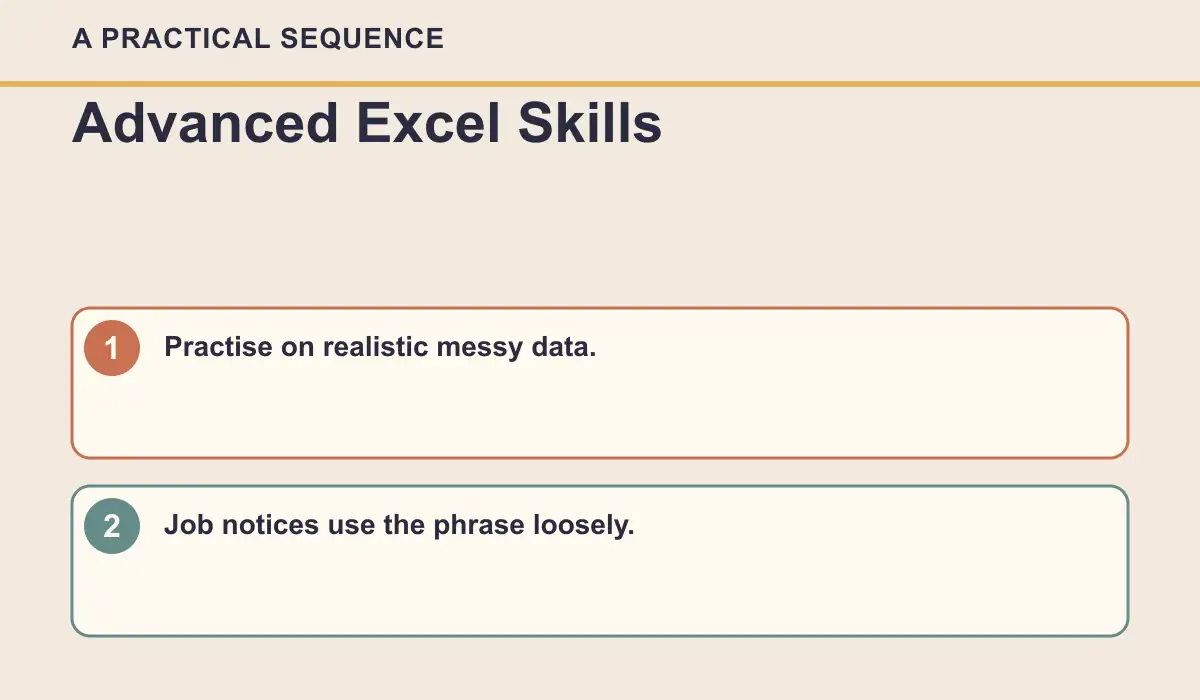 A PRACTICAL SEQUENCE
Advanced Excel Skills
1 Practise on realistic messy data.
2 Job notices use the phrase loosely.